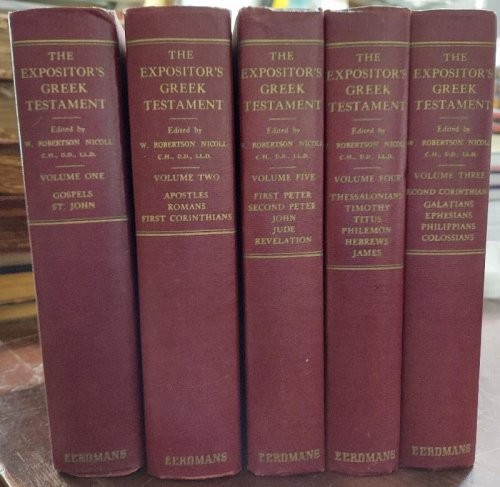 THE
EXPOSITOR'S
GREEK
TESTAMENT
Edited by
W. ROBERTSON NICOLL
C.H., D.D., LL.D.
VOLUME ONE
GOSPELS
ST. JOHN
EERDMANS
THE
EXPOSITOR'S
GREEK
TESTAMENT
Edited by
W. ROBERTSON NICOLL
C.H., D.D., LL.D.
VOLUME TWO
APOSTLES
ROMANS
FIRST CORINTHIANS
EERDMANS
THE
EXPOSITOR'S
GREEK
TESTAMENT
Edited by
W. ROBERTSON NICOLL
C.H., D.D., LL.D.
VOLUME FIVE
FIRST PETER
SECOND PETER
JOHN
JUDE
REVELATION
EERDMANS
THE
EXPOSITOR'S
GREEK
TESTAMENT
Edited by
ROBERTSON NICOLL
C.H., D.D., LL.D.
VOLUME FOUR
THESSALONIANS
TIMOTHY
TITUS
PHILEMON
HEBREWS
JAMES
EERDMANS
THE
EXPOSITOR'S
GREEK
TESTAMENT
Edited by
W. ROBERTSON NICOLL
C.H., D.D., LL.D.
VOLUME THREE
SECOND CORINTHIANS
GALATIANS
EPHESIANS
PHILIPPIANS
COLOSSIANS
EERDMANS